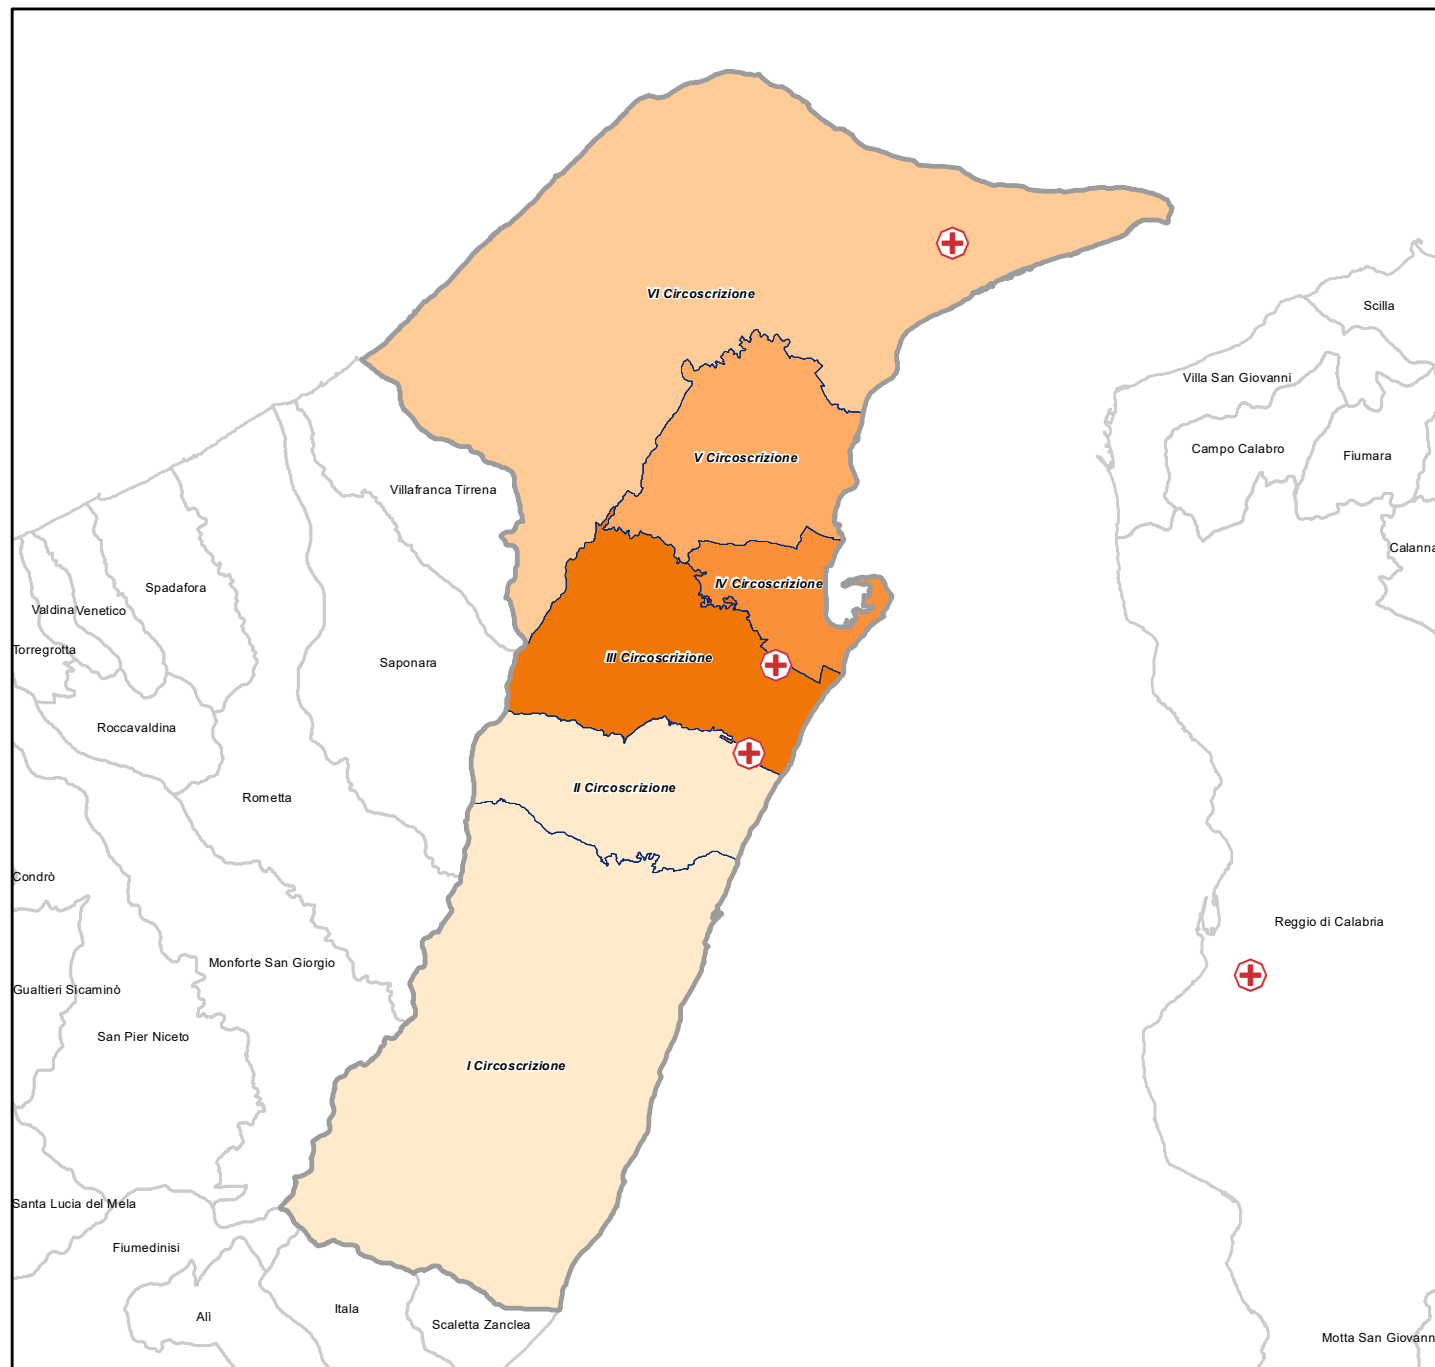 VI Circoscrizione
Scilla
Villa San Giovanni
Campo Calabro
Fiumara
V Circoscrizione
Villafranca Tirrena
Calanna
IV Circoscrizione
Spadafora
Valdina
Venetico
Torregrotta
III Circoscrizione
Saponara
Roccavaldina
II Circoscrizione
Rometta
Condrò
Reggio di Calabria
Monforte San Giorgio
Gualtieri Sicaminò
San Pier Niceto
I Circoscrizione
Santa Lucia del Mela
Fiumedinisi
Itala
Alì
Scaletta Zanclea
Motta San Giovann